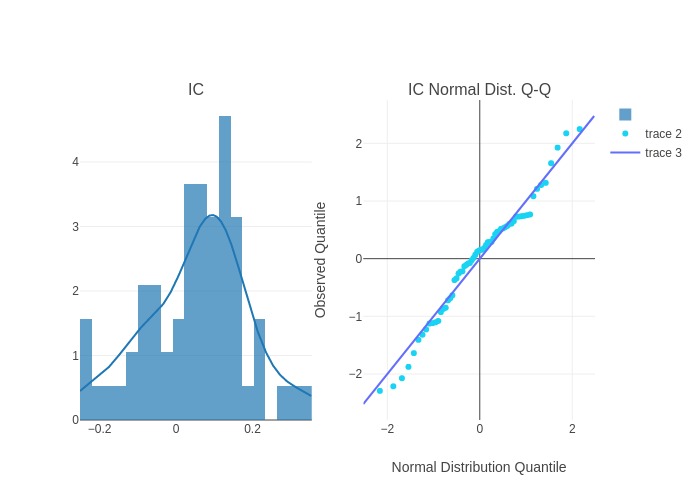 IC
IC Normal Dist. Q-Q
4
3
2
1
0
−0.2
0
0.2
Observed Quantile
2
1
0
−1
−2
−2
0
2
Normal Distribution Quantile
trace 2
trace 3